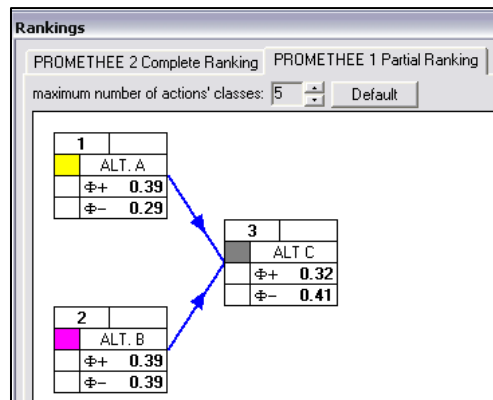 Rankings
PROMETHEE 2 Complete Ranking
PROMETHEE 1 Partial Ranking
maximum number of actions' classes: 5 Default
1
ALT. A
Φ+ 0.39
Φ− 0.29
3
ALT C
Φ+ 0.32
Φ− 0.41
2
ALT. B
Φ+ 0.39
Φ− 0.39